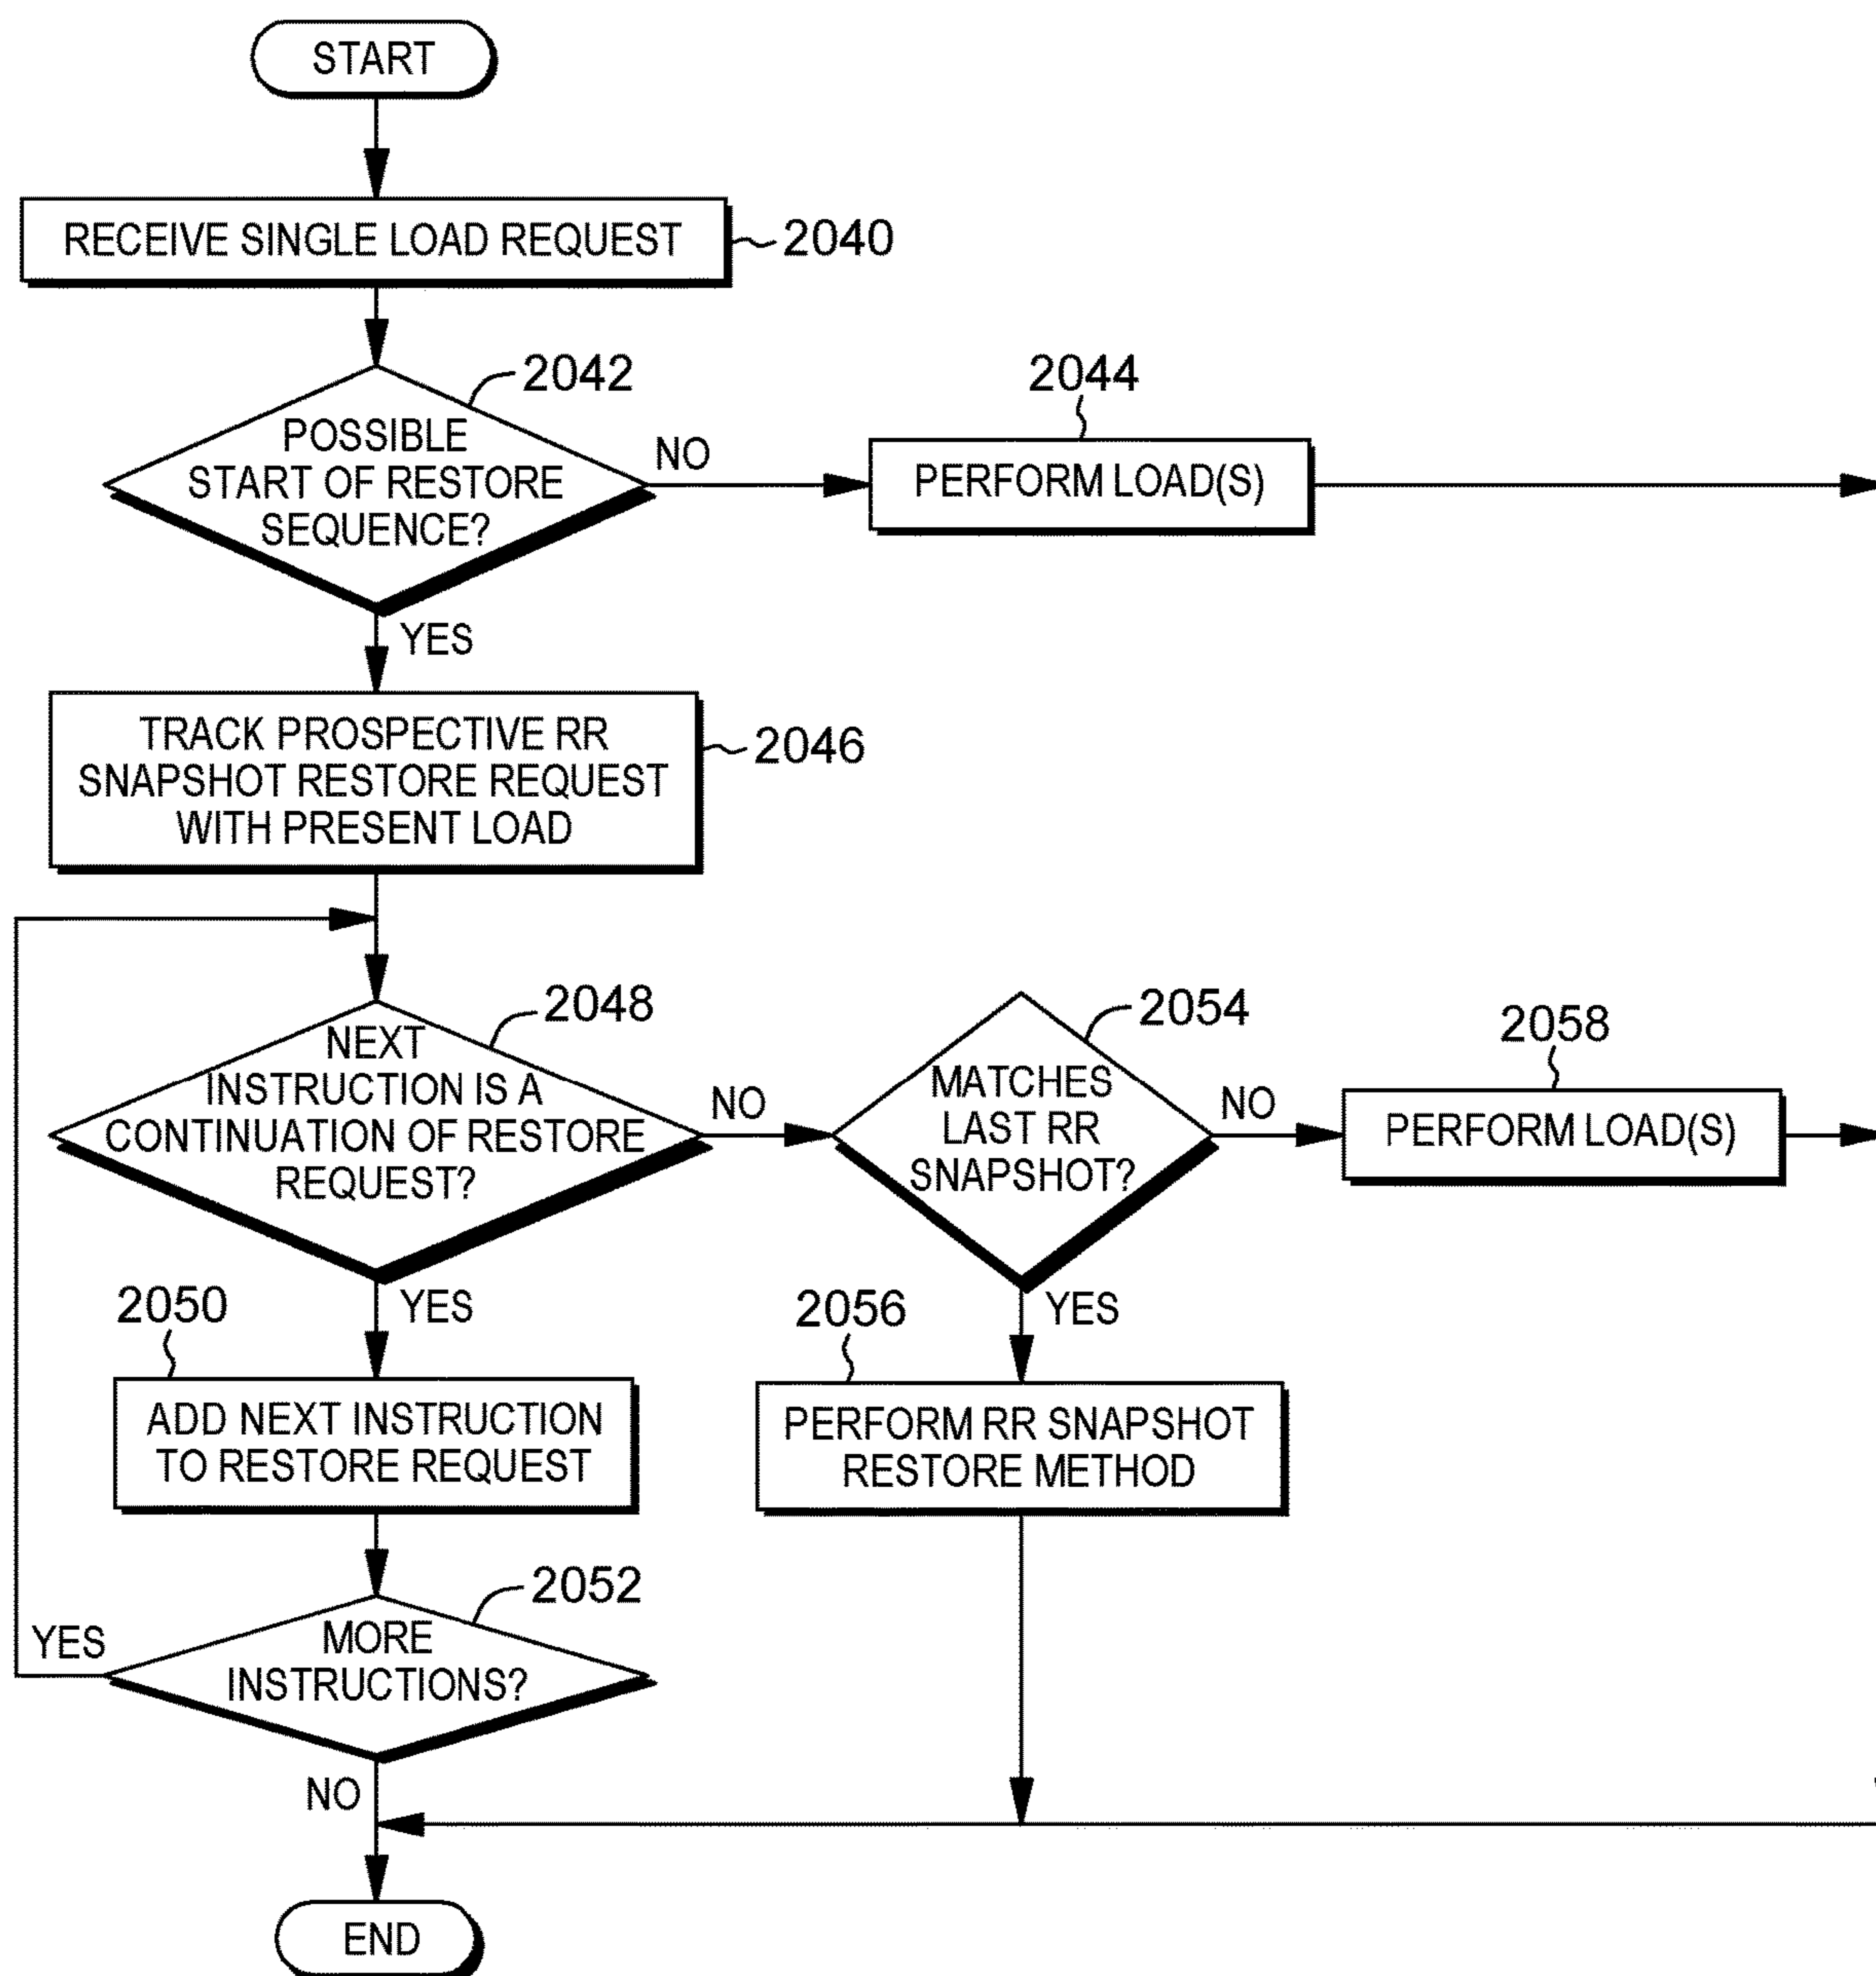 START
RECEIVE SINGLE LOAD REQUEST
2040
2042
POSSIBLE
START OF RESTORE
SEQUENCE?
NO
2044
PERFORM LOAD(S)
YES
TRACK PROSPECTIVE RR
SNAPSHOT RESTORE REQUEST
WITH PRESENT LOAD
2046
2048
NEXT
INSTRUCTION IS A
CONTINUATION OF RESTORE
REQUEST?
NO
2054
MATCHES
LAST RR
SNAPSHOT?
NO
2058
PERFORM LOAD(S)
YES
2050
ADD NEXT INSTRUCTION
TO RESTORE REQUEST
YES
2056
PERFORM RR SNAPSHOT
RESTORE METHOD
2052
MORE
INSTRUCTIONS?
YES
NO
END